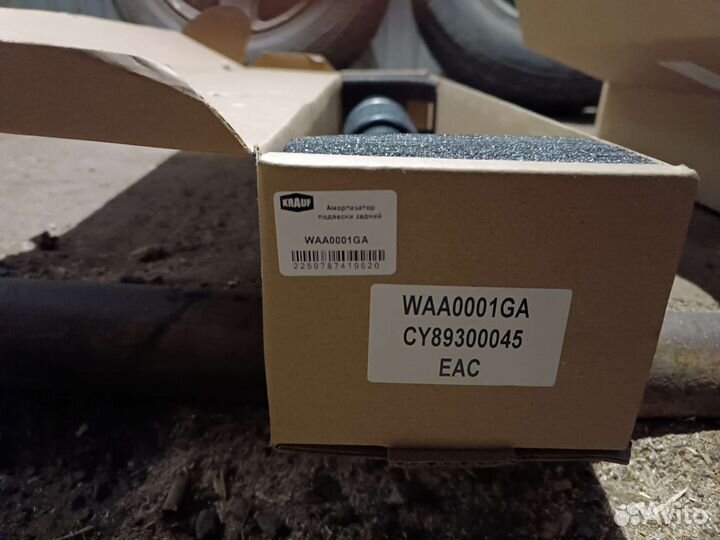 KRAUF
Амортизатор
подвески задний
WAA0001GA
2259787419620
WAA0001GA
CY89300045
EAC
Avito